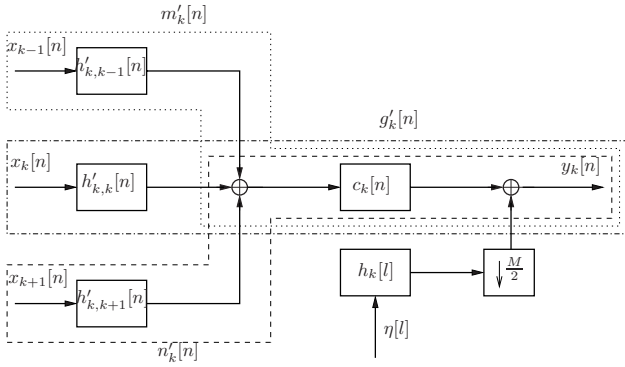 m′_k[n]
x_{k−1}[n]
h′_{k,k−1}[n]
g′_k[n]
x_k[n]
h′_{k,k}[n]
c_k[n]
y_k[n]
x_{k+1}[n]
h′_{k,k+1}[n]
h_k[l]
↓ M/2
n′_k[n]
η[l]